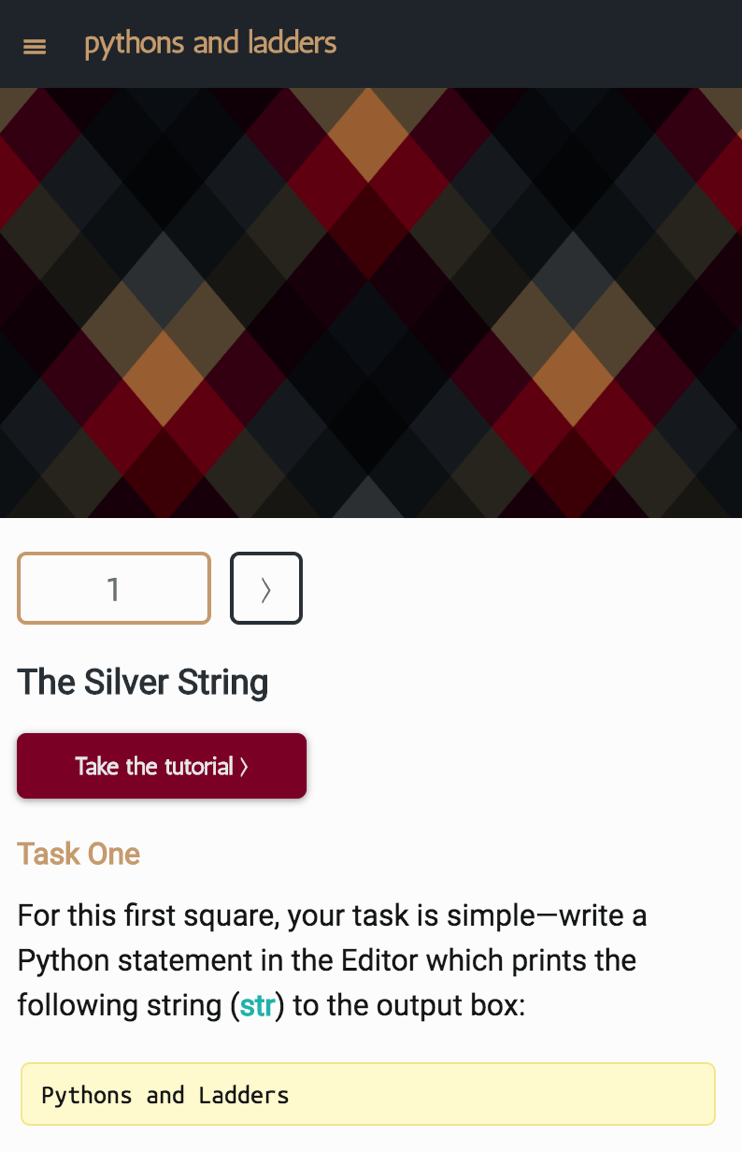 pythons and ladders
1
The Silver String
Take the tutorial 〉
Task One
For this first square, your task is simple—write a
Python statement in the Editor which prints the
following string (str) to the output box:
Pythons and Ladders